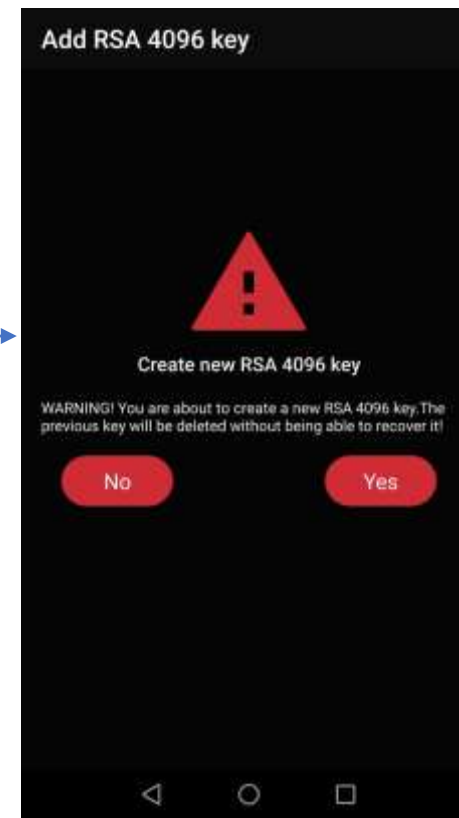 Add RSA 4096 key
Create new RSA 4096 key
WARNING! You are about to create a new RSA 4096 key.The
previous key will be deleted without being able to recover it!
No
Yes